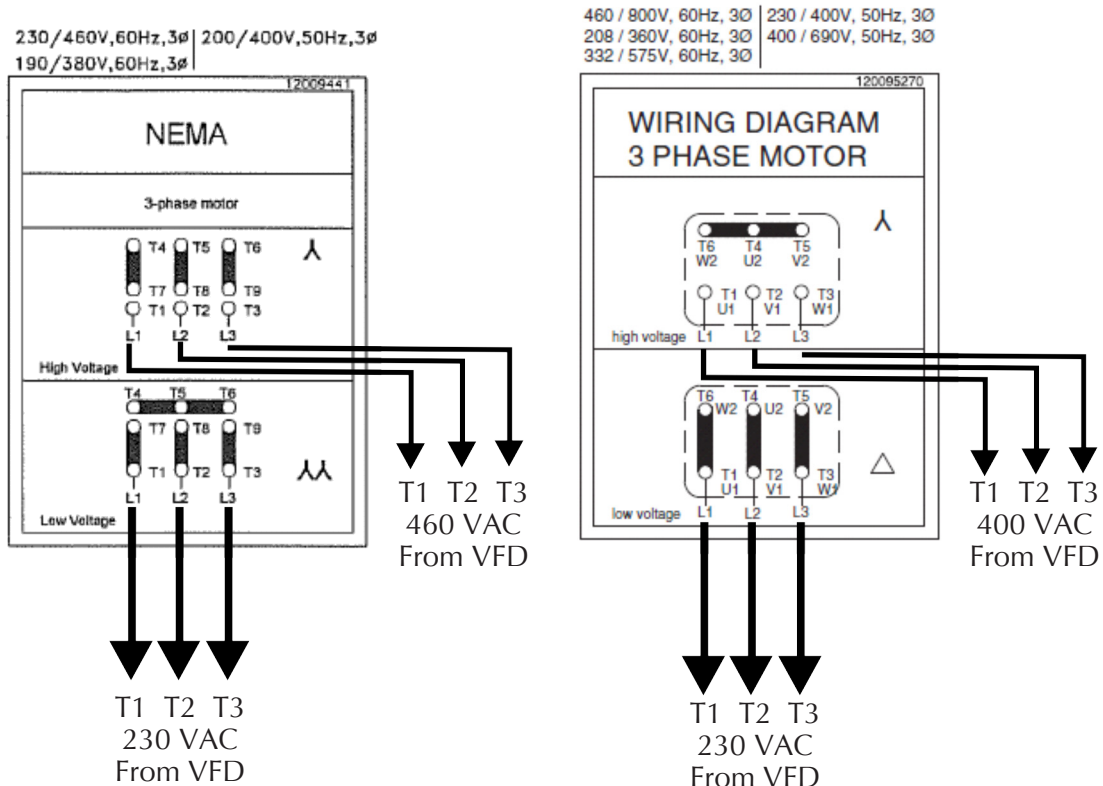 230/460V,60Hz,3ø 200/400V,50Hz,3ø
190/380V,60Hz,3ø
12009441
NEMA
3-phase motor
T4 T5 T6
T7 T8 T9
T1 T2 T3
L1 L2 L3
High Voltage
T4 T5 T6
T7 T8 T9
T1 T2 T3
L1 L2 L3
Low Voltage
T1 T2 T3
460 VAC
From VFD
T1 T2 T3
230 VAC
From VFD
460 / 800V, 60Hz, 3Ø 230 / 400V, 50Hz, 3Ø
208 / 360V, 60Hz, 3Ø 400 / 690V, 50Hz, 3Ø
332 / 575V, 60Hz, 3Ø
120095270
WIRING DIAGRAM
3 PHASE MOTOR
T6 T4 T5
W2 U2 V2
T1 T2 T3
U1 V1 W1
high voltage L1 L2 L3
T6 T4 T5
W2 U2 V2
T1 T2 T3
U1 V1 W1
low voltage L1 L2 L3
T1 T2 T3
400 VAC
From VFD
T1 T2 T3
230 VAC
From VFD